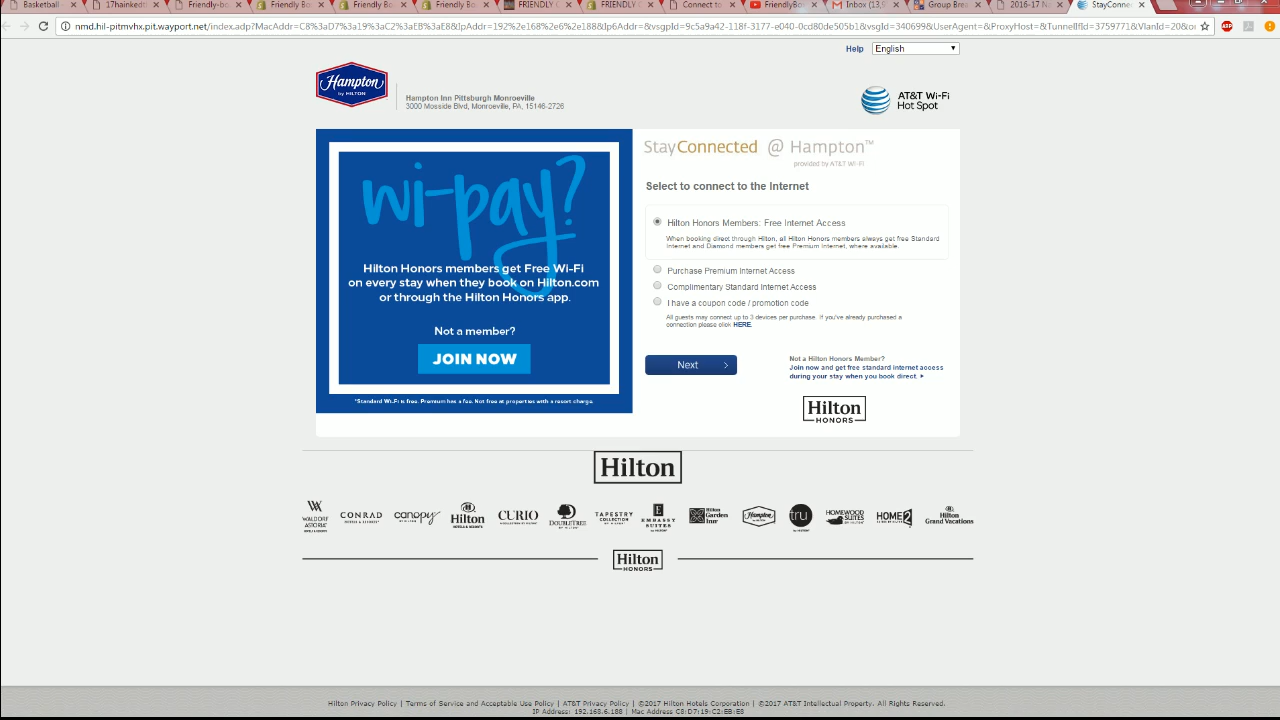 Basketball
17hainkedt
Friendly-bo
Friendly Bo
Friendly Bo
Friendly Bo
FRIENDLY
FRIENDLY C
Connect to
FriendlyBo
Inbox (13,
Group Bre
2016-17 N
StayConne
nmd.hil-pitmvhx.pit.wayport.net/index.adp?MacAddr=C8%3aD7%3a19%3aC2%3aEB%3aE8&IpAddr=192%2e168%2e6%2e188&Ip6Addr=&vsgpId=9c5a9a42-118f-3177-e040-0cd80de505b1&vsgId=340699&UserAgent=&ProxyHost=&TunnelIfId=3759771&VlanId=20&
Help English
Hampton
by HILTON
Hampton Inn Pittsburgh Monroeville
3000 Mosside Blvd, Monroeville, PA, 15146-2726
AT&T Wi-Fi
Hot Spot
wi-pay?
Hilton Honors members get Free Wi-Fi
on every stay when they book on Hilton.com
or through the Hilton Honors app.
Not a member?
JOIN NOW
*Standard Wi-Fi is free. Premium has a fee. Not free at properties with a resort charge.
StayConnected @ Hampton™
provided by AT&T WI-FI
Select to connect to the Internet
Hilton Honors Members: Free Internet Access
When booking direct through Hilton, all Hilton Honors members always get free Standard
Internet and Diamond members get free Premium Internet, where available.
Purchase Premium Internet Access
Complimentary Standard Internet Access
I have a coupon code / promotion code
All guests may connect up to 3 devices per purchase. If you've already purchased a
connection please click HERE.
Next
Not a Hilton Honors Member?
Join now and get free standard internet access
during your stay when you book direct.
Hilton
HONORS
Hilton
WALDORF ASTORIA
CONRAD
canopy
Hilton
CURIO
DOUBLETREE
TAPESTRY COLLECTION
EMBASSY SUITES
Hilton Garden Inn
Hampton
tru
HOMEWOOD SUITES
HOME2
Hilton Grand Vacations
Hilton
HONORS
Hilton Privacy Policy | Terms of Service and Acceptable Use Policy | AT&T Privacy Policy | ©2017 Hilton Hotels Corporation | ©2017 AT&T Intellectual Property. All Rights Reserved.
IP Address: 192.168.6.188 | Mac Address C8:D7:19:C2:EB:E8